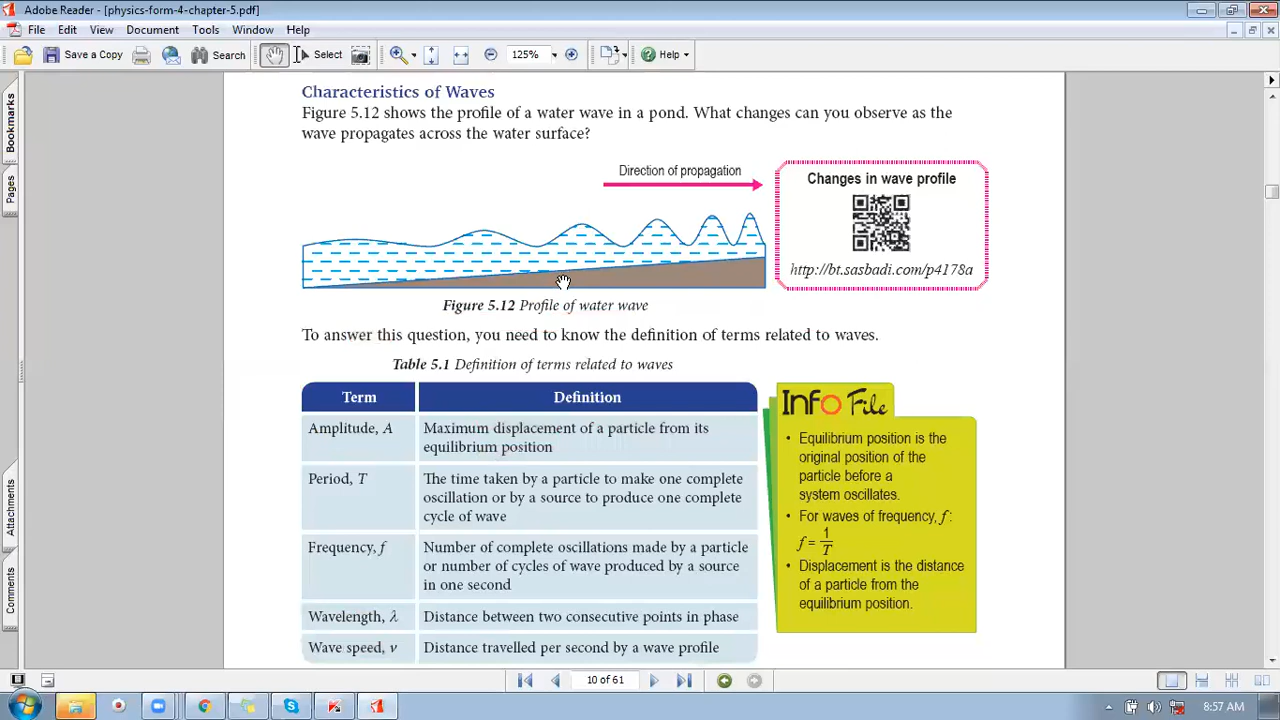 Adobe Reader - [physics-form-4-chapter-5.pdf]
File Edit View Document Tools Window Help
Save a Copy Search Select 125% Help
Bookmarks
Pages
Attachments
Comments
Characteristics of Waves
Figure 5.12 shows the profile of a water wave in a pond. What changes can you observe as the
wave propagates across the water surface?
Direction of propagation
Changes in wave profile
http://bt.sasbadi.com/p4178a
Figure 5.12 Profile of water wave
To answer this question, you need to know the definition of terms related to waves.
Table 5.1 Definition of terms related to waves
Term Definition
Amplitude, A Maximum displacement of a particle from its
equilibrium position
Period, T The time taken by a particle to make one complete
oscillation or by a source to produce one complete
cycle of wave
Frequency, f Number of complete oscillations made by a particle
or number of cycles of wave produced by a source
in one second
Wavelength, λ Distance between two consecutive points in phase
Wave speed, v Distance travelled per second by a wave profile
Info File
• Equilibrium position is the
original position of the
particle before a
system oscillates.
• For waves of frequency, f :
f = 1/T
• Displacement is the distance
of a particle from the
equilibrium position.
10 of 61
8:57 AM